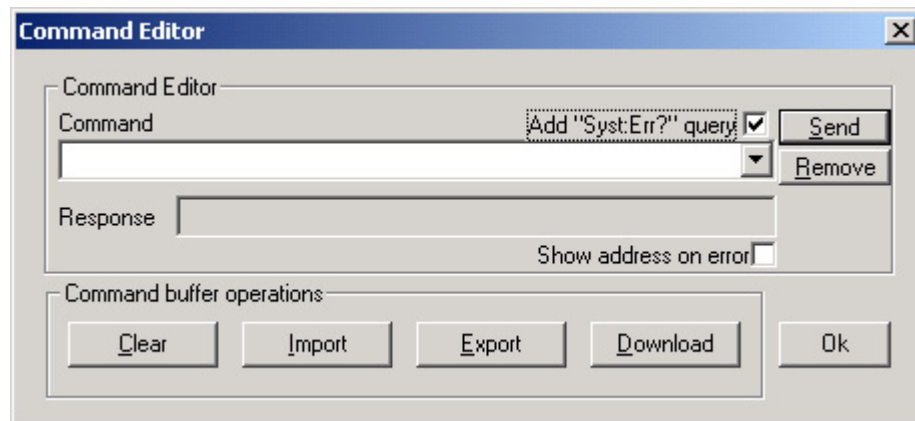 Command Editor
Command Editor
Command
Add "Syst:Err?" query
Send
Remove
Response
Show address on error
Command buffer operations
Clear
Import
Export
Download
Ok